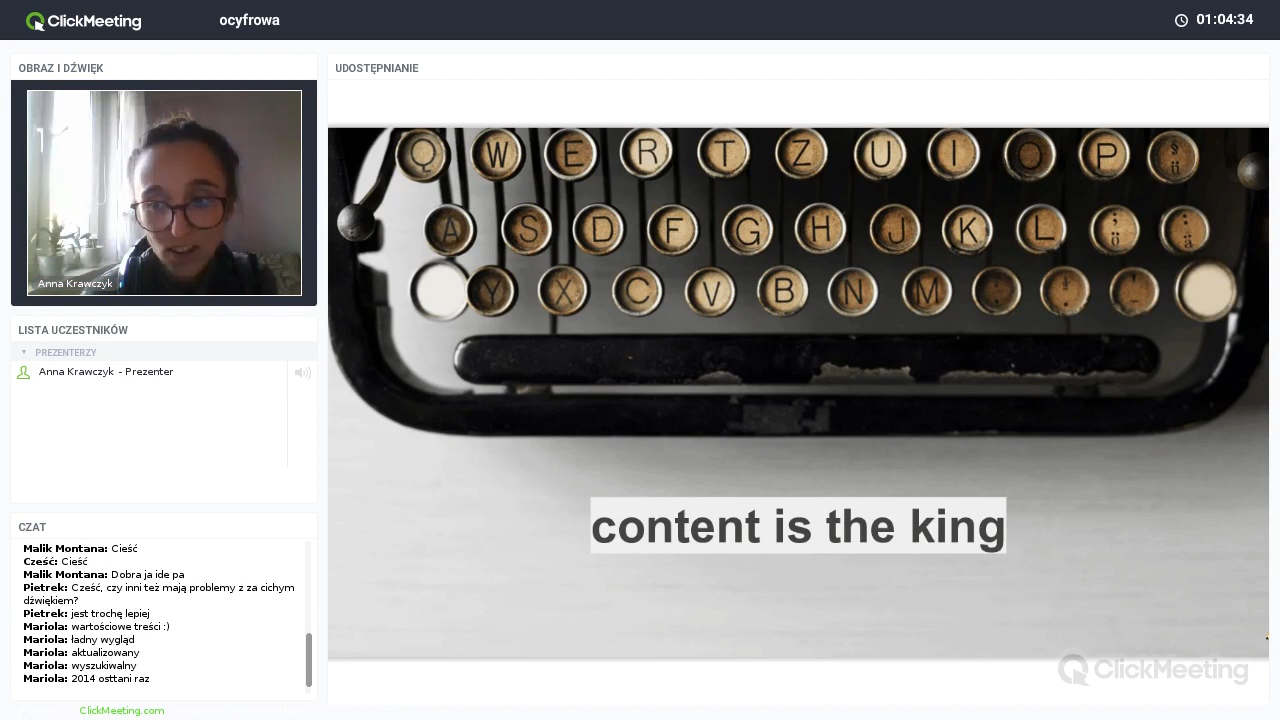 ClickMeeting
ocyfrowa
01:04:34
OBRAZ I DŹWIĘK
UDOSTĘPNIANIE
Anna Krawczyk
LISTA UCZESTNIKÓW
PREZENTERZY
Anna Krawczyk - Prezenter
CZAT
Malik Montana: Cieść
Cześć: Cieść
Malik Montana: Dobra ja ide pa
Pietrek: Cześć, czy inni też mają problemy z za cichym
dźwiękiem?
Pietrek: jest trochę lepiej
Mariola: wartościowe treści :)
Mariola: ładny wygląd
Mariola: aktualizowany
Mariola: wyszukiwalny
Mariola: 2014 osttani raz
ClickMeeting.com
Q W E R T Z U I O P § ü
A S D F G H J K L ; ö : ä
Y X C V B N M
content is the king
ClickMeeting